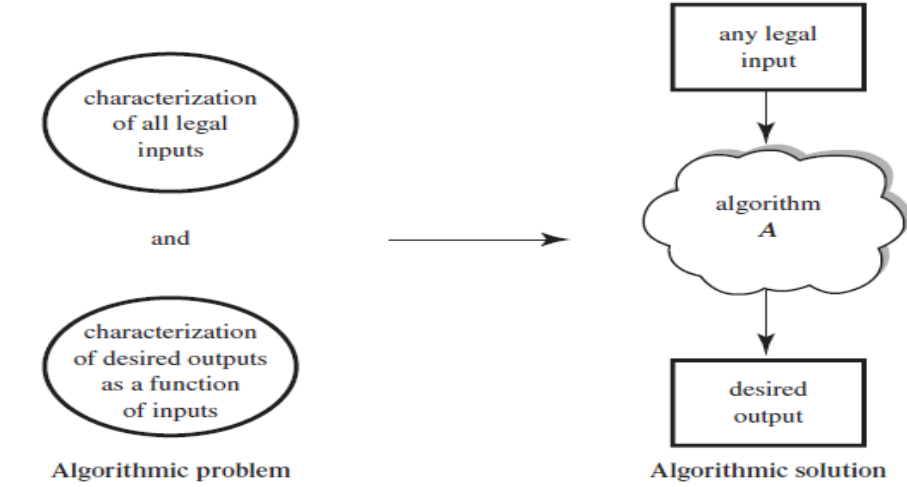 characterization
of all legal
inputs
and
characterization
of desired outputs
as a function
of inputs
Algorithmic problem
any legal
input
algorithm
A
desired
output
Algorithmic solution